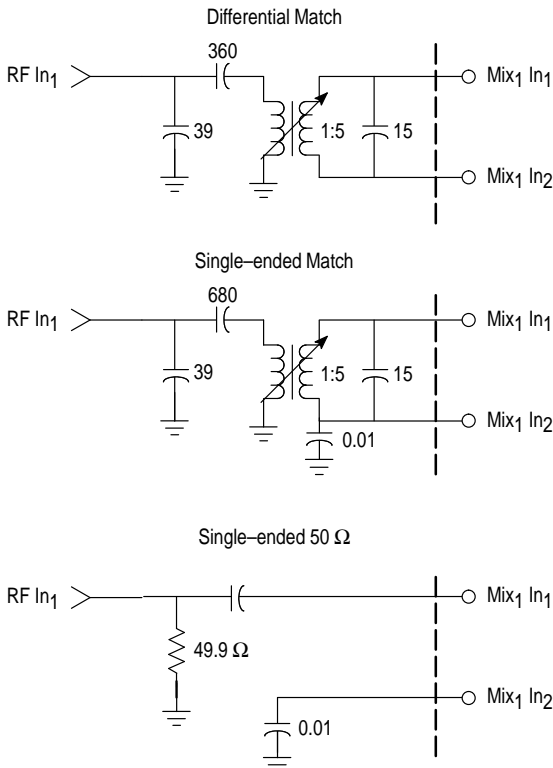 Differential Match
360
RF In1
Mix1 In1
39
1:5
15
Mix1 In2
Single–ended Match
680
RF In1
Mix1 In1
39
1:5
15
Mix1 In2
0.01
Single–ended 50 Ω
RF In1
Mix1 In1
49.9 Ω
Mix1 In2
0.01